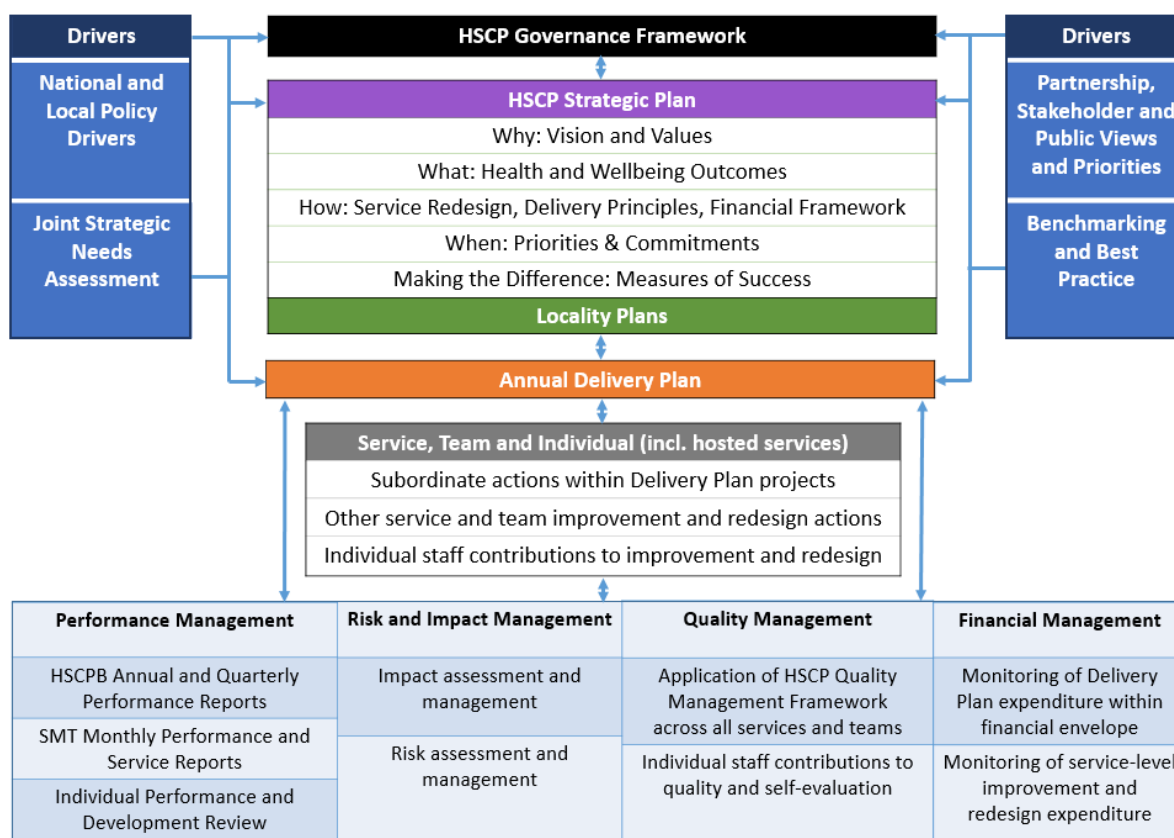 Drivers
National and
Local Policy
Drivers
Joint Strategic
Needs
Assessment
HSCP Governance Framework
HSCP Strategic Plan
Why: Vision and Values
What: Health and Wellbeing Outcomes
How: Service Redesign, Delivery Principles, Financial Framework
When: Priorities & Commitments
Making the Difference: Measures of Success
Locality Plans
Annual Delivery Plan
Service, Team and Individual (incl. hosted services)
Subordinate actions within Delivery Plan projects
Other service and team improvement and redesign actions
Individual staff contributions to improvement and redesign
Drivers
Partnership,
Stakeholder and
Public Views
and Priorities
Benchmarking
and Best
Practice
Performance Management
HSCPB Annual and Quarterly
Performance Reports
SMT Monthly Performance and
Service Reports
Individual Performance and
Development Review
Risk and Impact Management
Impact assessment and
management
Risk assessment and
management
Quality Management
Application of HSCP Quality
Management Framework
across all services and teams
Individual staff contributions to
quality and self-evaluation
Financial Management
Monitoring of Delivery
Plan expenditure within
financial envelope
Monitoring of service-level
improvement and
redesign expenditure